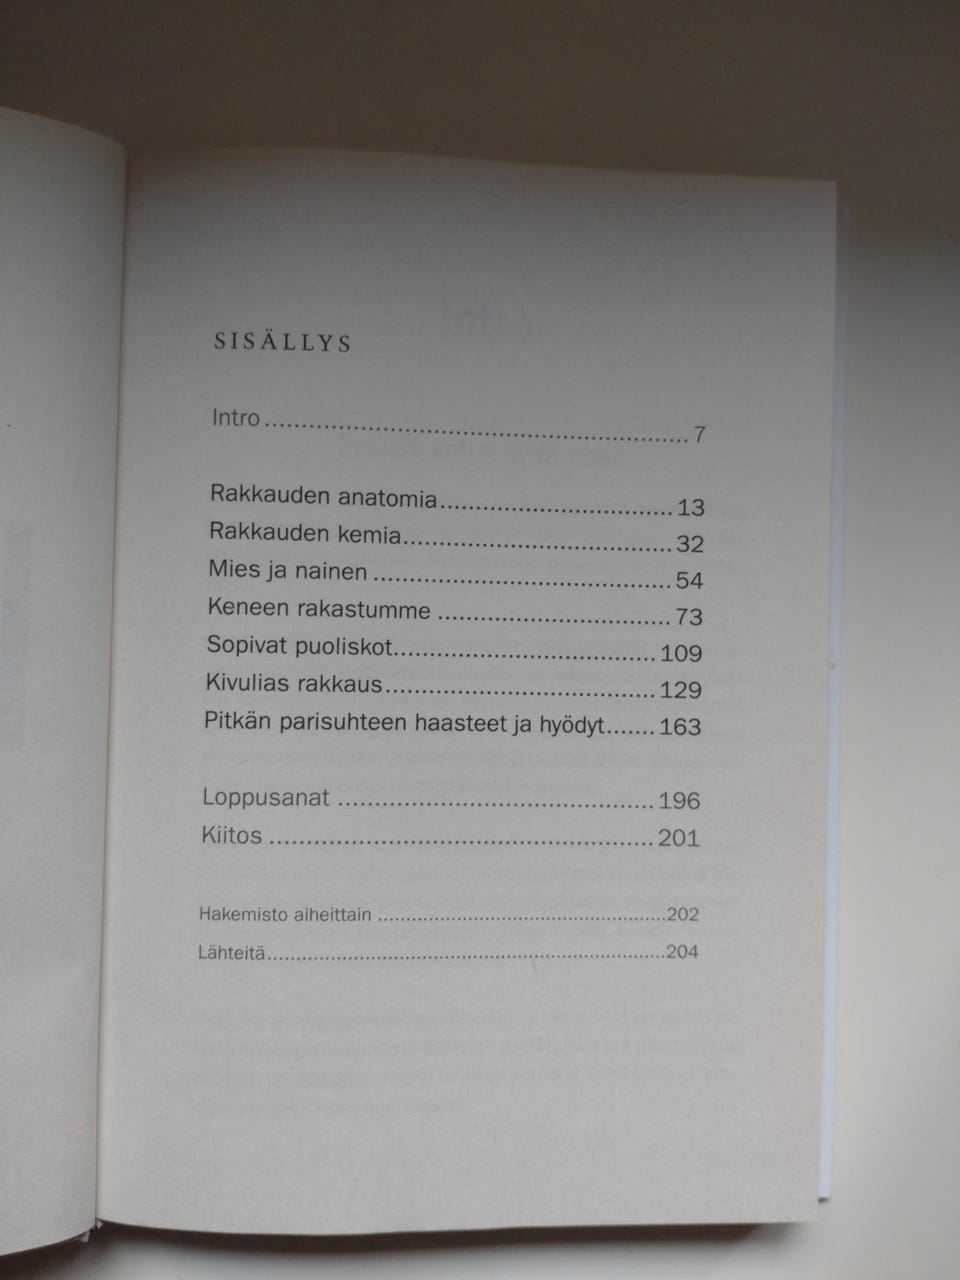 SISÄLLYS
Intro 7
Rakkauden anatomia 13
Rakkauden kemia 32
Mies ja nainen 54
Keneen rakastumme 73
Sopivat puoliskot 109
Kivulias rakkaus 129
Pitkän parisuhteen haasteet ja hyödyt 163
Loppusanat 196
Kiitos 201
Hakemisto aiheittain 202
Lähteitä 204